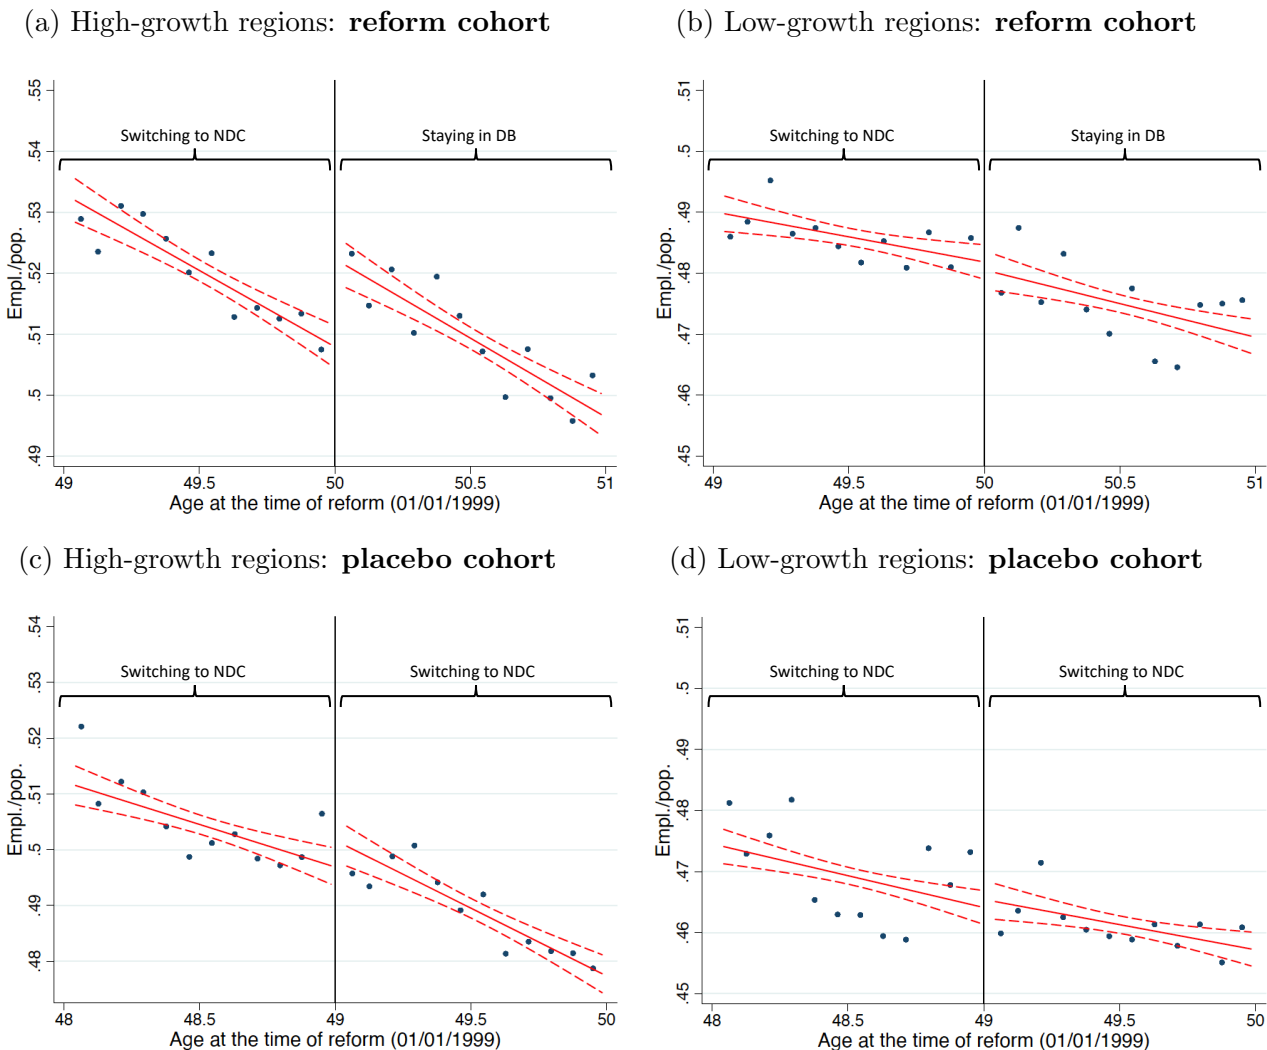 (a) High-growth regions: reform cohort
Empl./pop.
.55
.54
.53
.52
.51
.5
.49
Switching to NDC
Staying in DB
49
49.5
50
50.5
51
Age at the time of reform (01/01/1999)
(b) Low-growth regions: reform cohort
Empl./pop.
.51
.5
.49
.48
.47
.46
.45
Switching to NDC
Staying in DB
49
49.5
50
50.5
51
Age at the time of reform (01/01/1999)
(c) High-growth regions: placebo cohort
Empl./pop.
.54
.53
.52
.51
.5
.49
.48
Switching to NDC
Switching to NDC
48
48.5
49
49.5
50
Age at the time of reform (01/01/1999)
(d) Low-growth regions: placebo cohort
Empl./pop.
.51
.5
.49
.48
.47
.46
.45
Switching to NDC
Switching to NDC
48
48.5
49
49.5
50
Age at the time of reform (01/01/1999)